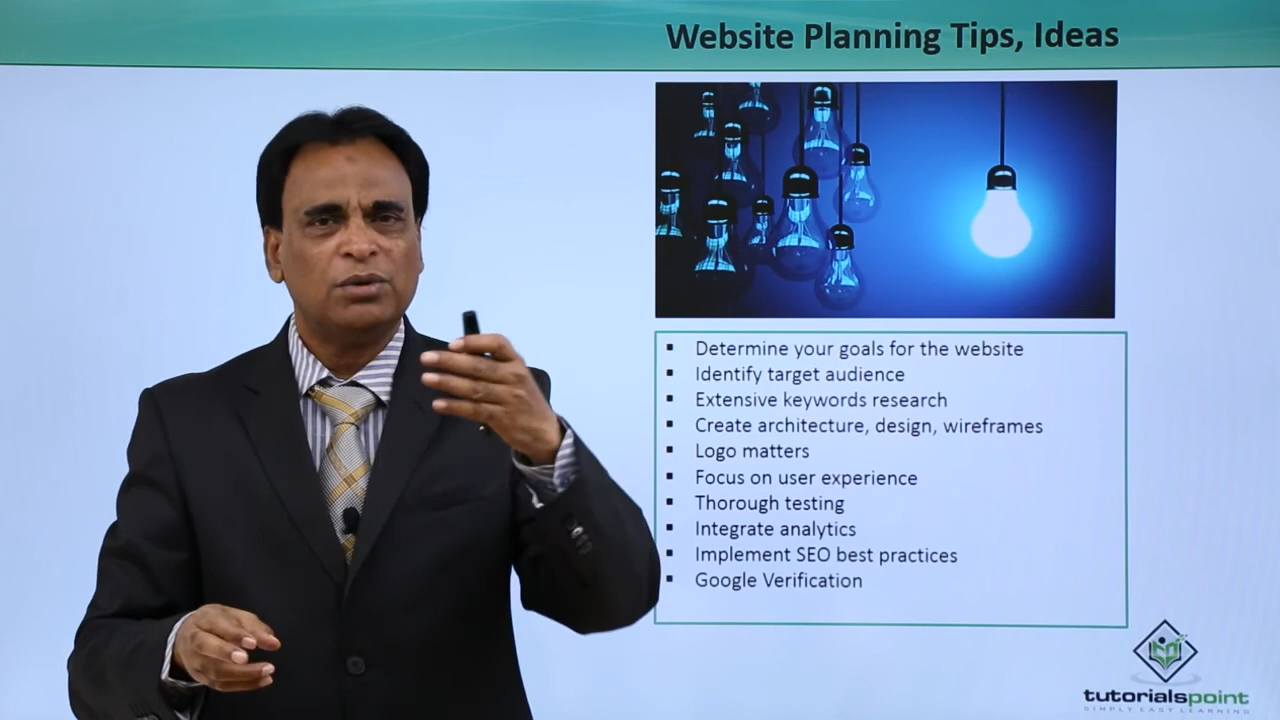 Website Planning Tips, Ideas
▪ Determine your goals for the website
▪ Identify target audience
▪ Extensive keywords research
▪ Create architecture, design, wireframes
▪ Logo matters
▪ Focus on user experience
▪ Thorough testing
▪ Integrate analytics
▪ Implement SEO best practices
▪ Google Verification
tutorialspoint
SIMPLY EASY LEARNING